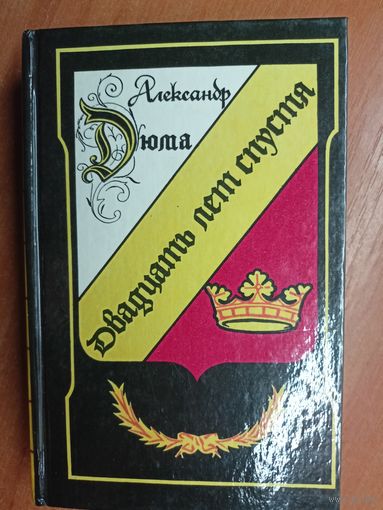 Александр
Дюма
Двадцать лет спустя